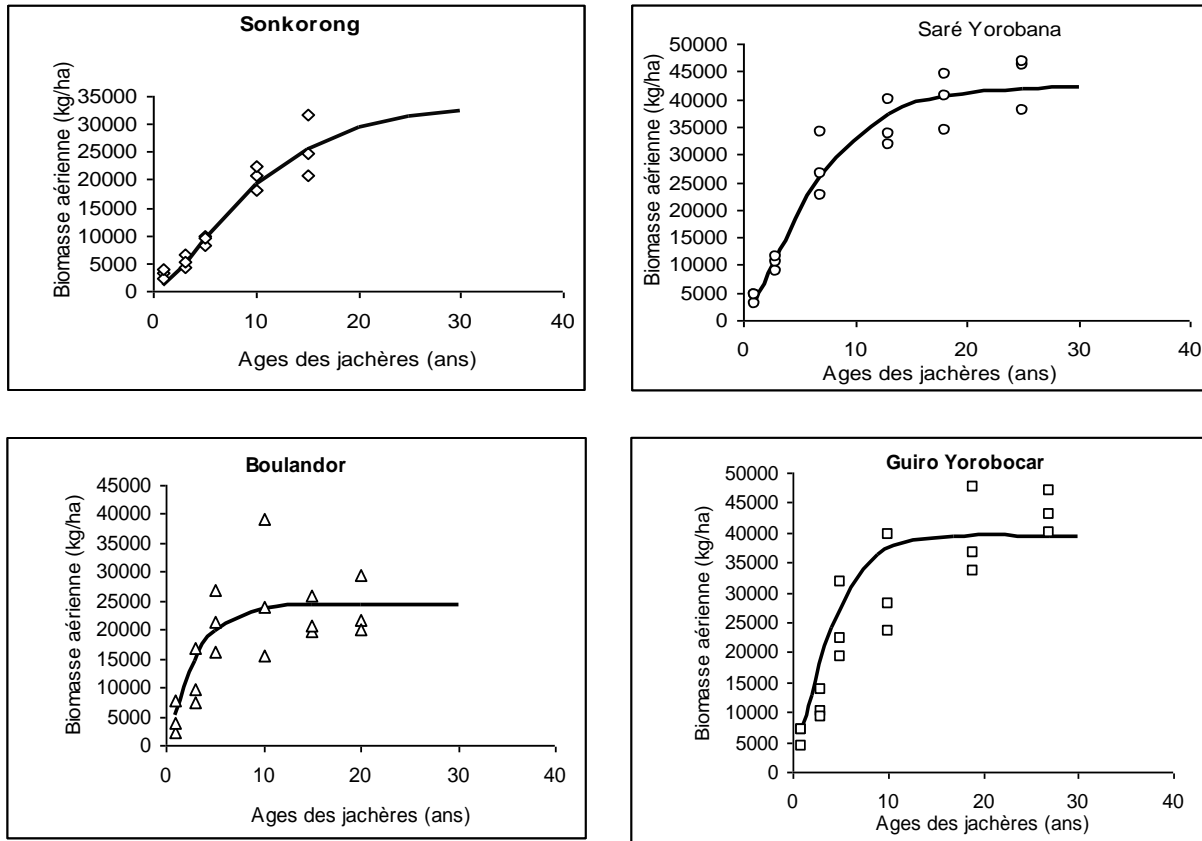 Sonkorong
Biomasse aérienne (kg/ha)
35000
30000
25000
20000
15000
10000
5000
0
0 10 20 30 40
Ages des jachères (ans)
Saré Yorobana
Biomasse aérienne (kg/ha)
50000
45000
40000
35000
30000
25000
20000
15000
10000
5000
0
0 10 20 30 40
Ages des jachères (ans)
Boulandor
Biomasse aérienne (kg/ha)
45000
40000
35000
30000
25000
20000
15000
10000
5000
0
0 10 20 30 40
Ages des jachères (ans)
Guiro Yorobocar
Biomasse aérienne (kg/ha)
50000
45000
40000
35000
30000
25000
20000
15000
10000
5000
0
0 10 20 30 40
Ages des jachères (ans)